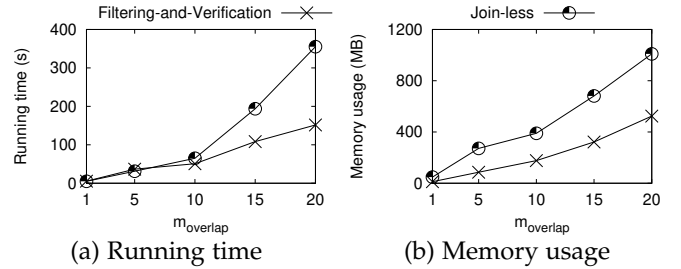 Filtering-and-Verification
Join-less
Running time (s)
400
300
200
100
0
1 5 10 15 20
m_overlap
(a) Running time
Memory usage (MB)
1200
800
400
0
1 5 10 15 20
m_overlap
(b) Memory usage